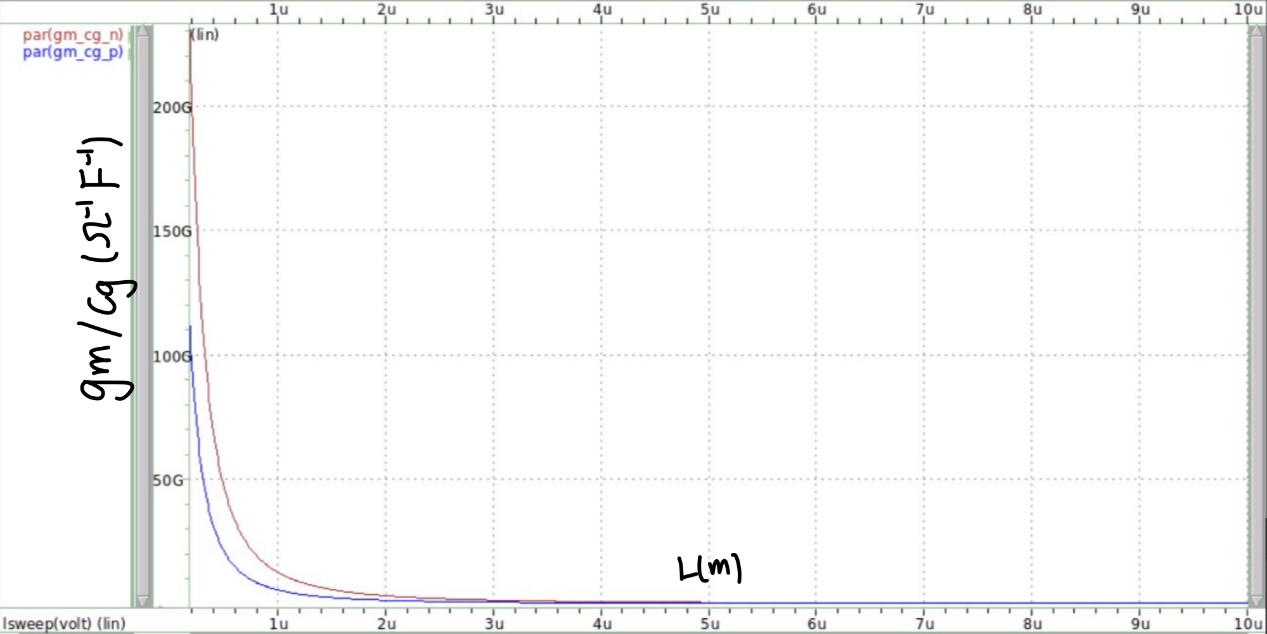 1u 2u 3u 4u 5u 6u 7u 8u 9u 10u
par(gm_cg_n)
par(gm_cg_p)
(lin)
200G
150G
100G
50G
gm/Cg (Ω⁻¹F⁻¹)
L(m)
lsweep(volt) (lin)
1u 2u 3u 4u 5u 6u 7u 8u 9u 10u